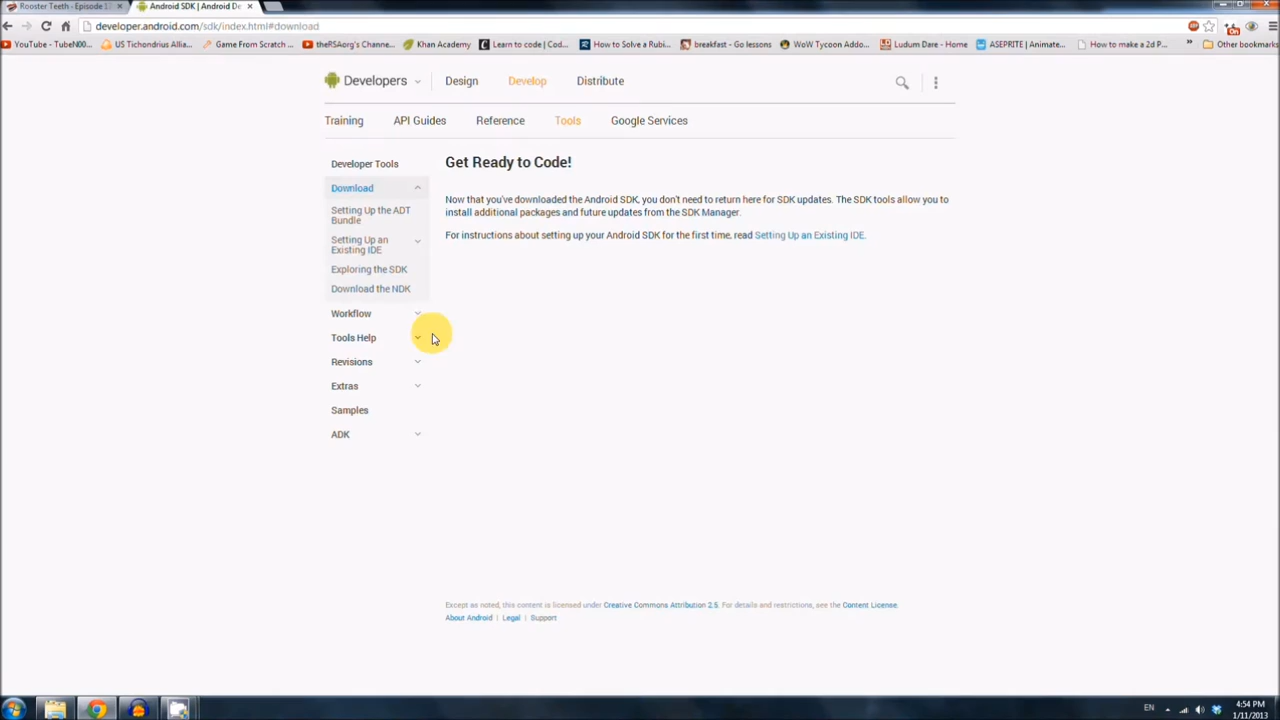 Rooster Teeth - Episode 1
Android SDK | Android De
developer.android.com/sdk/index.html#download
YouTube - TubeN00... US Tichondrius Allia... Game From Scratch ... theRSAorg's Channe... Khan Academy Learn to code | Cod... How to Solve a Rubi... breakfast - Go lessons WoW Tycoon Addo... Ludum Dare - Home ASEPRITE | Animate... How to make a 2d P... » Other bookmarks
On
Developers Design Develop Distribute
Training API Guides Reference Tools Google Services
Developer Tools
Download
Setting Up the ADT
Bundle
Setting Up an
Existing IDE
Exploring the SDK
Download the NDK
Workflow
Tools Help
Revisions
Extras
Samples
ADK
Get Ready to Code!
Now that you've downloaded the Android SDK, you don't need to return here for SDK updates. The SDK tools allow you to
install additional packages and future updates from the SDK Manager.
For instructions about setting up your Android SDK for the first time, read Setting Up an Existing IDE.
Except as noted, this content is licensed under Creative Commons Attribution 2.5. For details and restrictions, see the Content License.
About Android | Legal | Support
EN
4:54 PM
1/11/2013